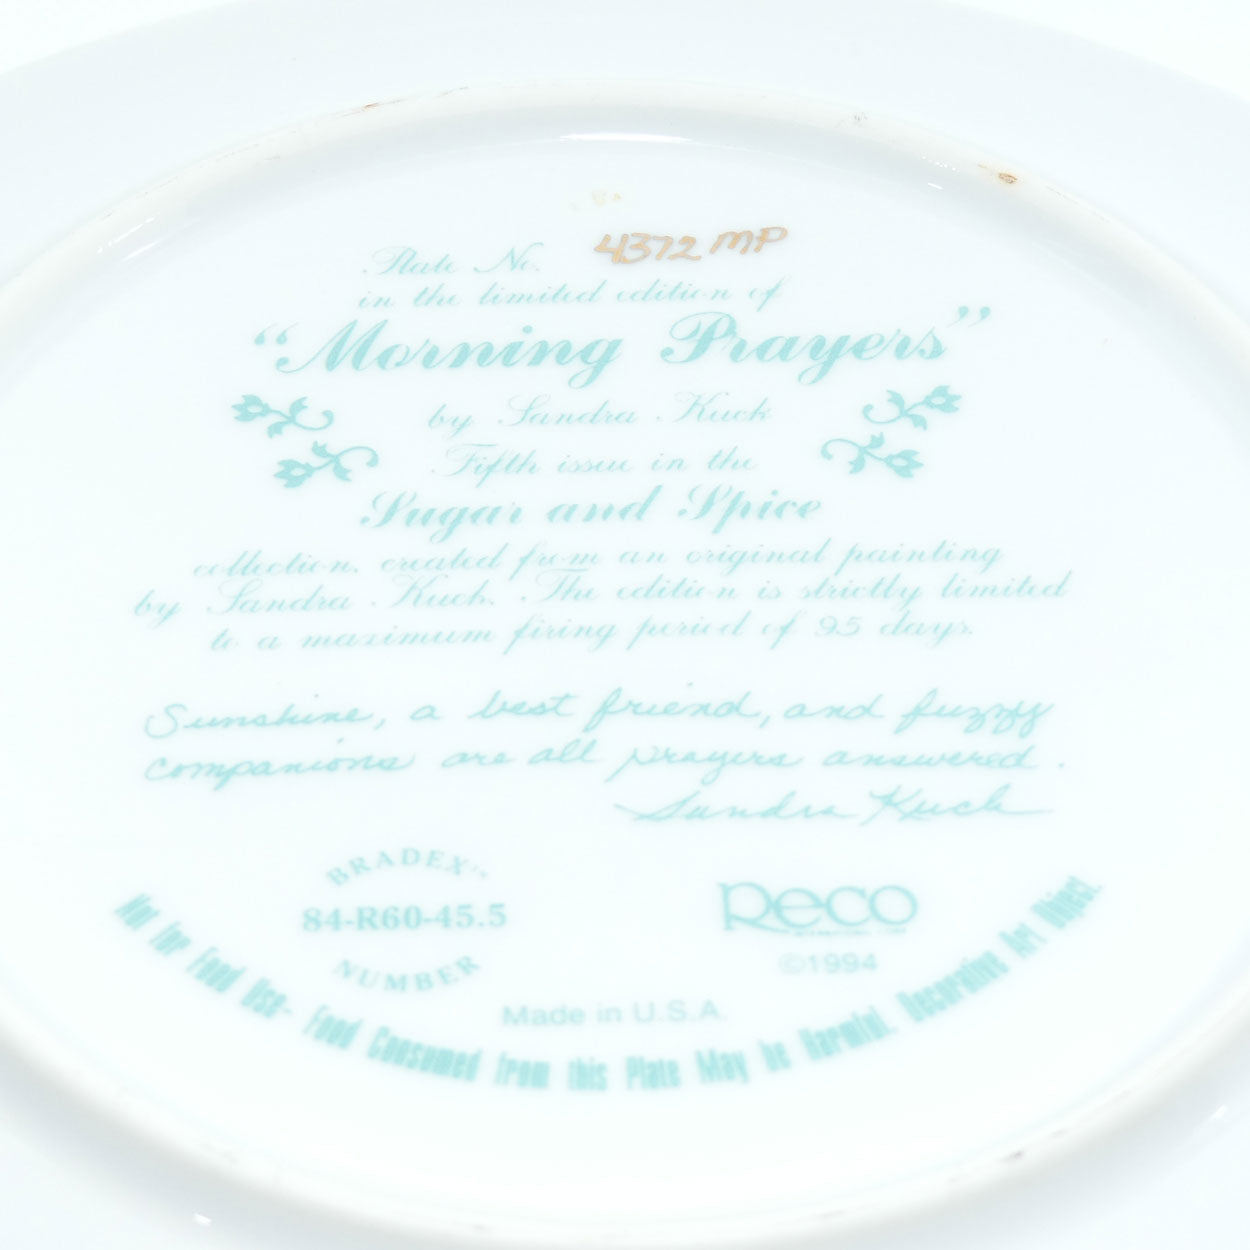 Plate No. 4372 MP
in the limited edition of
“Morning Prayers”
by Sandra Kuck
Fifth issue in the
Sugar and Spice
collection, created from an original painting
by Sandra Kuck. The edition is strictly limited
to a maximum firing period of 95 days.
Sunshine, a best friend, and fuzzy
companions are all prayers answered.
Sandra Kuck
BRADEX™
84-R60-45.5
NUMBER
Reco
©1994
Made in U.S.A.
Not for Food Use- Food Consumed from this Plate May be Harmful. Decorative Art Object.